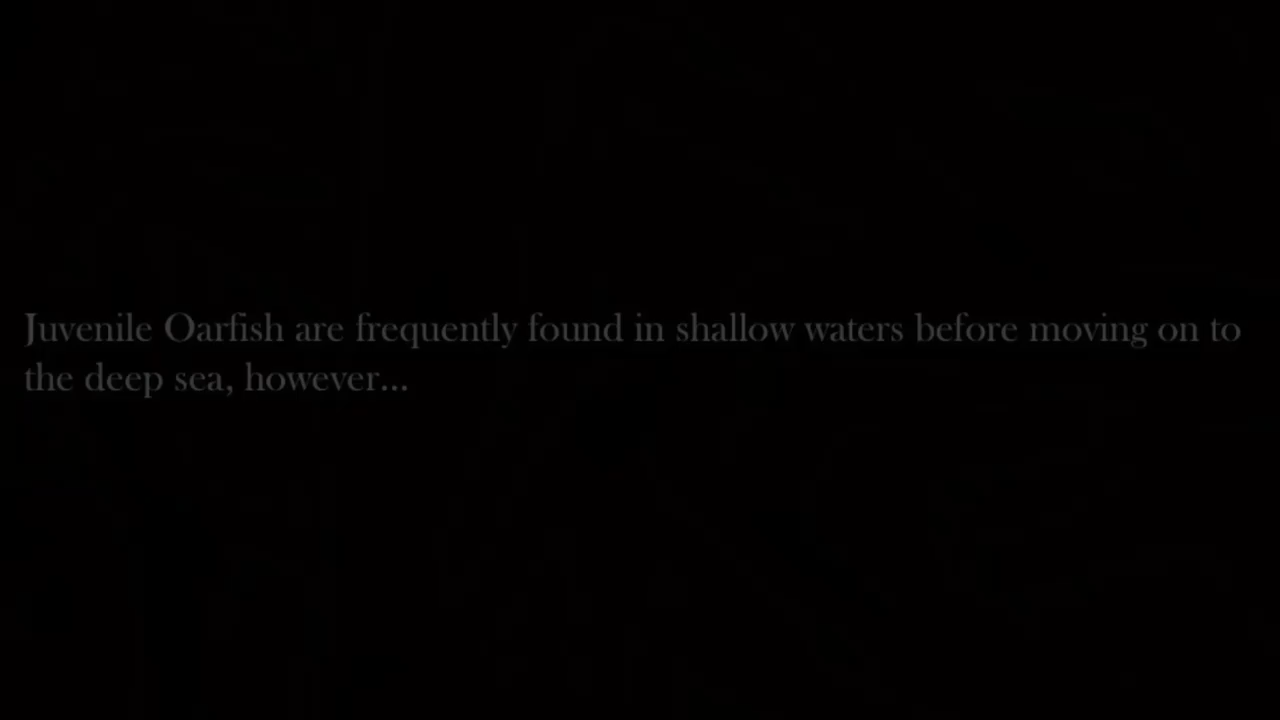 Juvenile Oarfish are frequently found in shallow waters before moving on to
the deep sea, however...